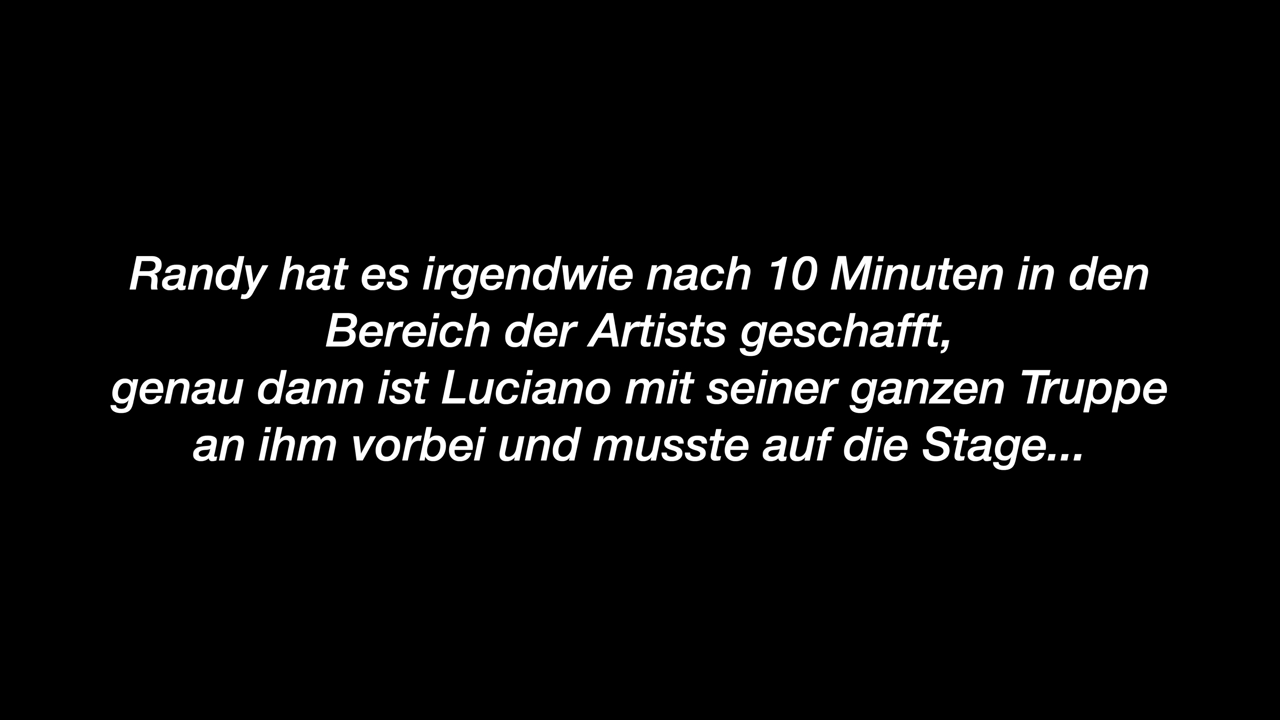 Randy hat es irgendwie nach 10 Minuten in den
Bereich der Artists geschafft,
genau dann ist Luciano mit seiner ganzen Truppe
an ihm vorbei und musste auf die Stage...